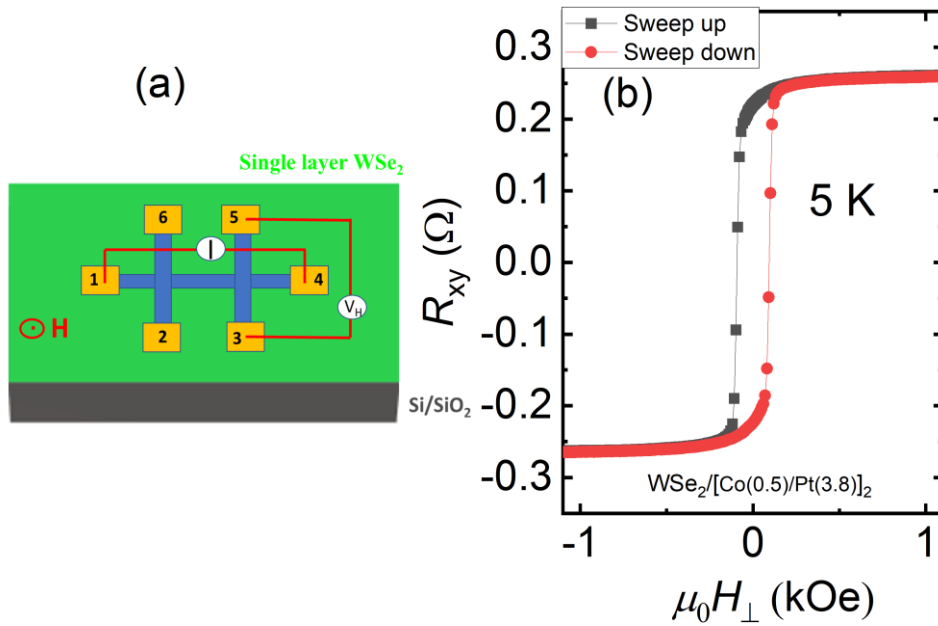 (a)
Single layer WSe₂
6
5
I
1
4
V_H
H
2
3
Si/SiO₂
Sweep up
Sweep down
(b)
5 K
WSe₂/[Co(0.5)/Pt(3.8)]₂
0.3
0.2
0.1
0.0
-0.1
-0.2
-0.3
R_xy (Ω)
-1
0
1
μ₀H⊥ (kOe)